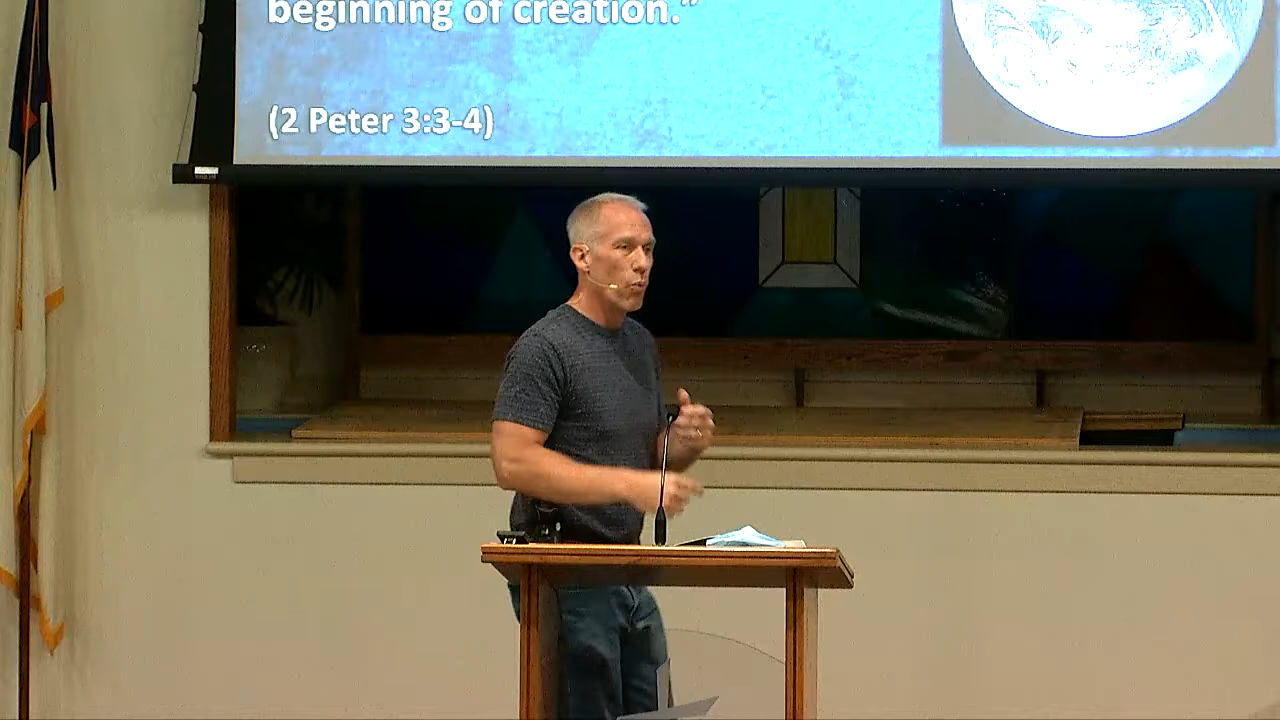 beginning of creation.”
(2 Peter 3:3-4)